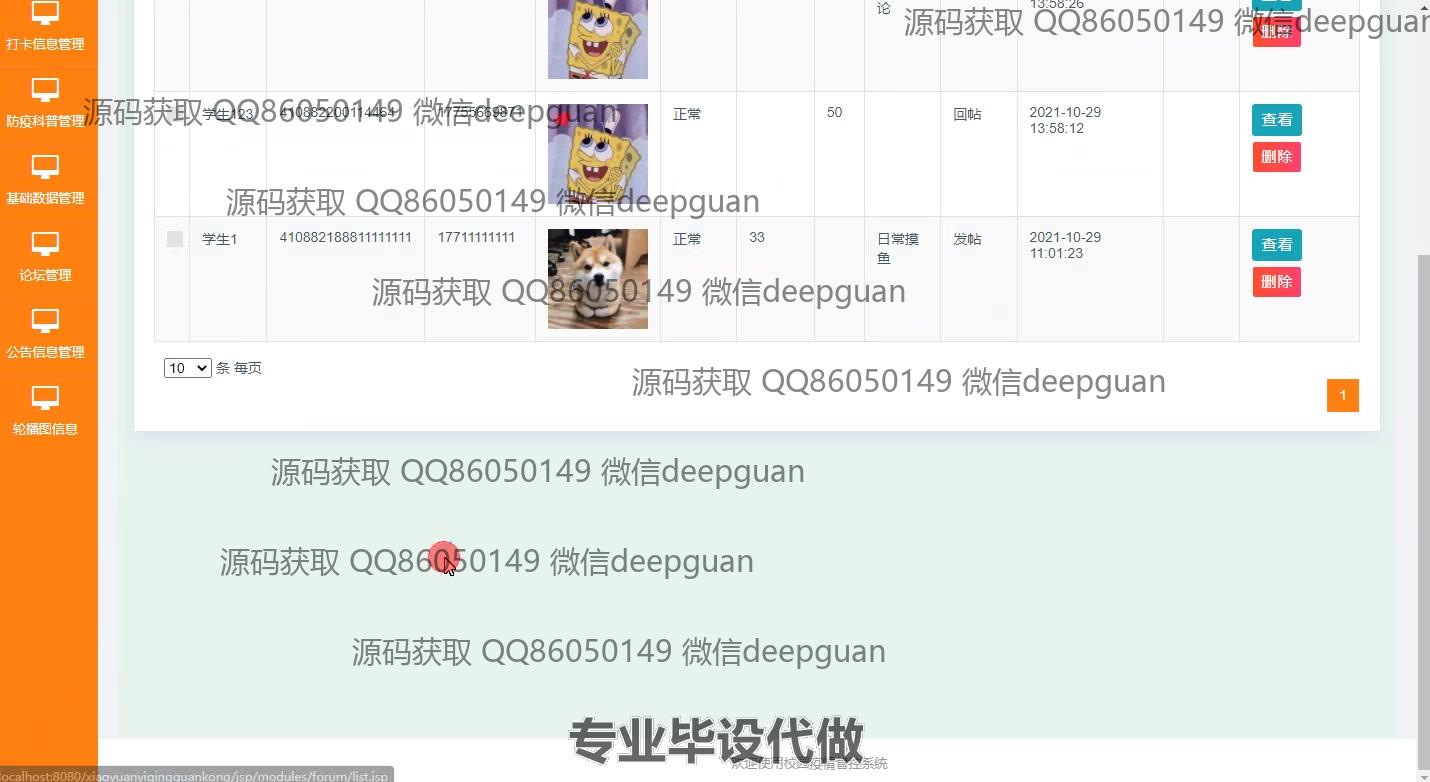 论
13:58:26
删除
源码获取 QQ86050149 微信deepguan
打卡信息管理
防疫科普管理
基础数据管理
论坛管理
公告信息管理
轮播图信息
学生123 410882200114464 17755669871 正常 50 回帖 2021-10-29
13:58:12
查看
删除
源码获取 QQ86050149 微信deepguan
源码获取 QQ86050149 微信deepguan
学生1 410882188811111111 17711111111 正常 33 日常摸
鱼
发帖 2021-10-29
11:01:23
查看
删除
源码获取 QQ86050149 微信deepguan
10 条 每页
源码获取 QQ86050149 微信deepguan
1
源码获取 QQ86050149 微信deepguan
源码获取 QQ86050149 微信deepguan
源码获取 QQ86050149 微信deepguan
专业毕设代做
欢迎使用校园疫情管控系统
localhost:8080/xiaoyuanyiqingguankong/jsp/modules/forum/list.jsp